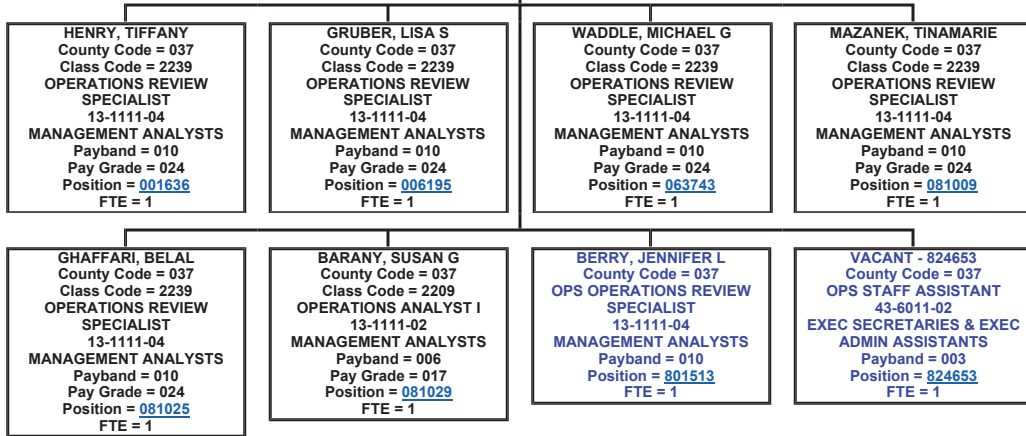 HENRY, TIFFANY
County Code = 037
Class Code = 2239
OPERATIONS REVIEW
SPECIALIST
13-1111-04
MANAGEMENT ANALYSTS
Payband = 010
Pay Grade = 024
Position = 001636
FTE = 1
GRUBER, LISA S
County Code = 037
Class Code = 2239
OPERATIONS REVIEW
SPECIALIST
13-1111-04
MANAGEMENT ANALYSTS
Payband = 010
Pay Grade = 024
Position = 006195
FTE = 1
WADDLE, MICHAEL G
County Code = 037
Class Code = 2239
OPERATIONS REVIEW
SPECIALIST
13-1111-04
MANAGEMENT ANALYSTS
Payband = 010
Pay Grade = 024
Position = 063743
FTE = 1
MAZANEK, TINAMARIE
County Code = 037
Class Code = 2239
OPERATIONS REVIEW
SPECIALIST
13-1111-04
MANAGEMENT ANALYSTS
Payband = 010
Pay Grade = 024
Position = 081009
FTE = 1
GHAFFARI, BELAL
County Code = 037
Class Code = 2239
OPERATIONS REVIEW
SPECIALIST
13-1111-04
MANAGEMENT ANALYSTS
Payband = 010
Pay Grade = 024
Position = 081025
FTE = 1
BARANY, SUSAN G
County Code = 037
Class Code = 2209
OPERATIONS ANALYST I
13-1111-02
MANAGEMENT ANALYSTS
Payband = 006
Pay Grade = 017
Position = 081029
FTE = 1
BERRY, JENNIFER L
County Code = 037
OPS OPERATIONS REVIEW
SPECIALIST
13-1111-04
MANAGEMENT ANALYSTS
Payband = 010
Position = 801513
FTE = 1
VACANT - 824653
County Code = 037
OPS STAFF ASSISTANT
43-6011-02
EXEC SECRETARIES & EXEC
ADMIN ASSISTANTS
Payband = 003
Position = 824653
FTE = 1